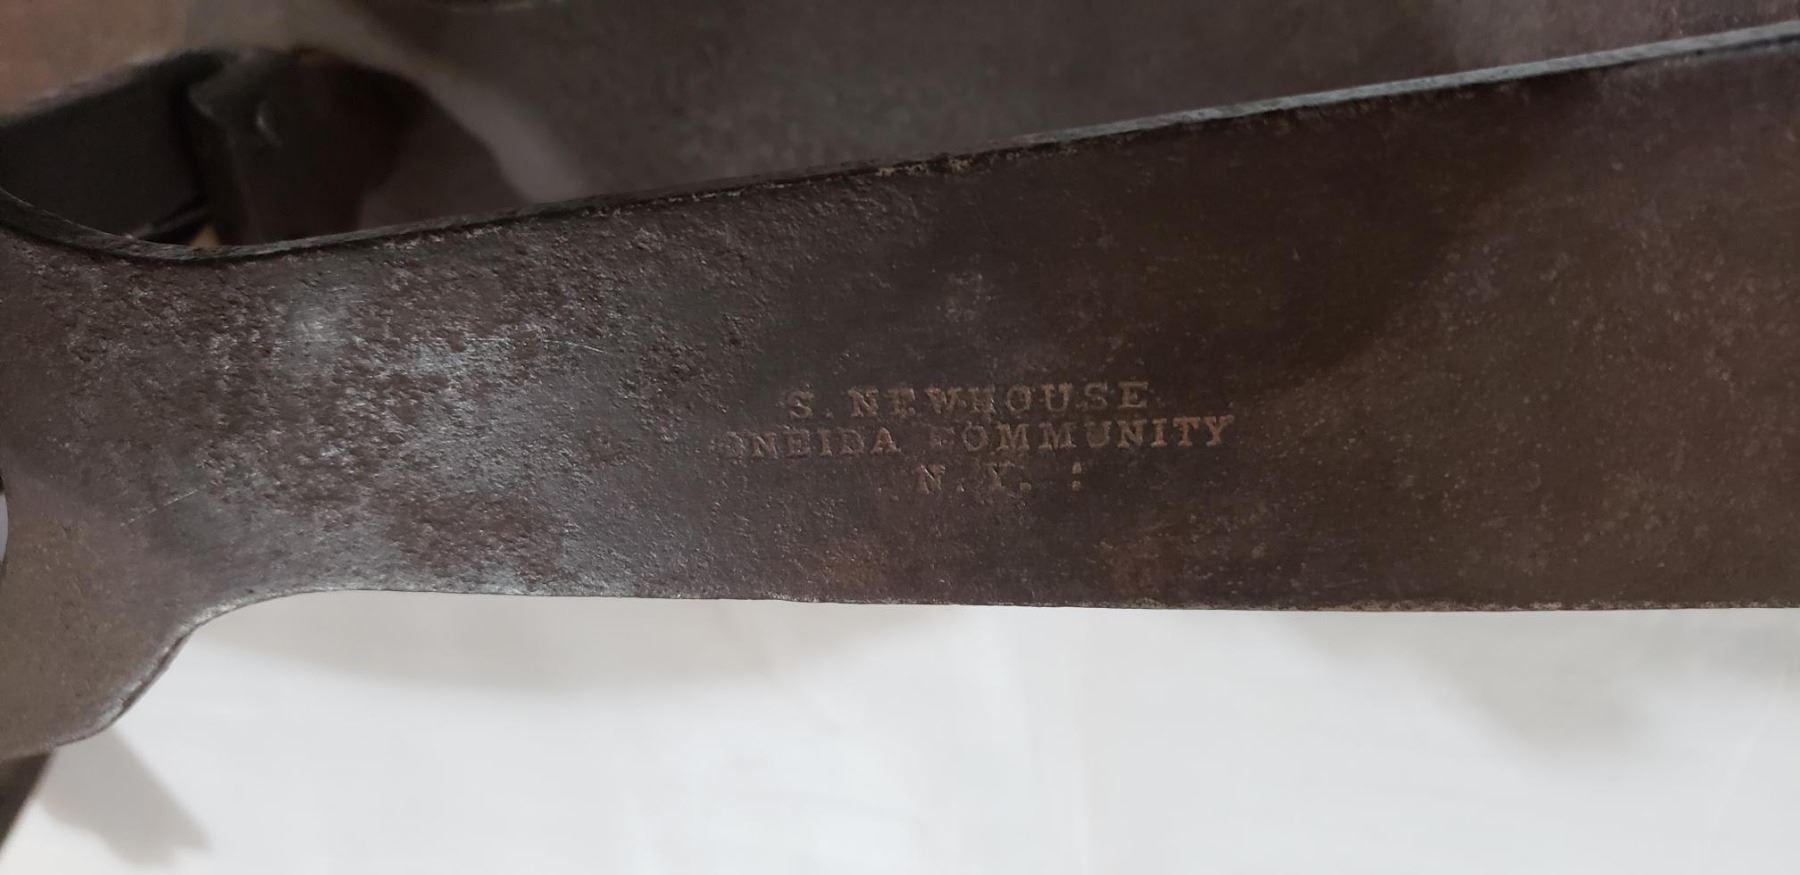 S. NEWHOUSE
ONEIDA COMMUNITY
N.Y. :